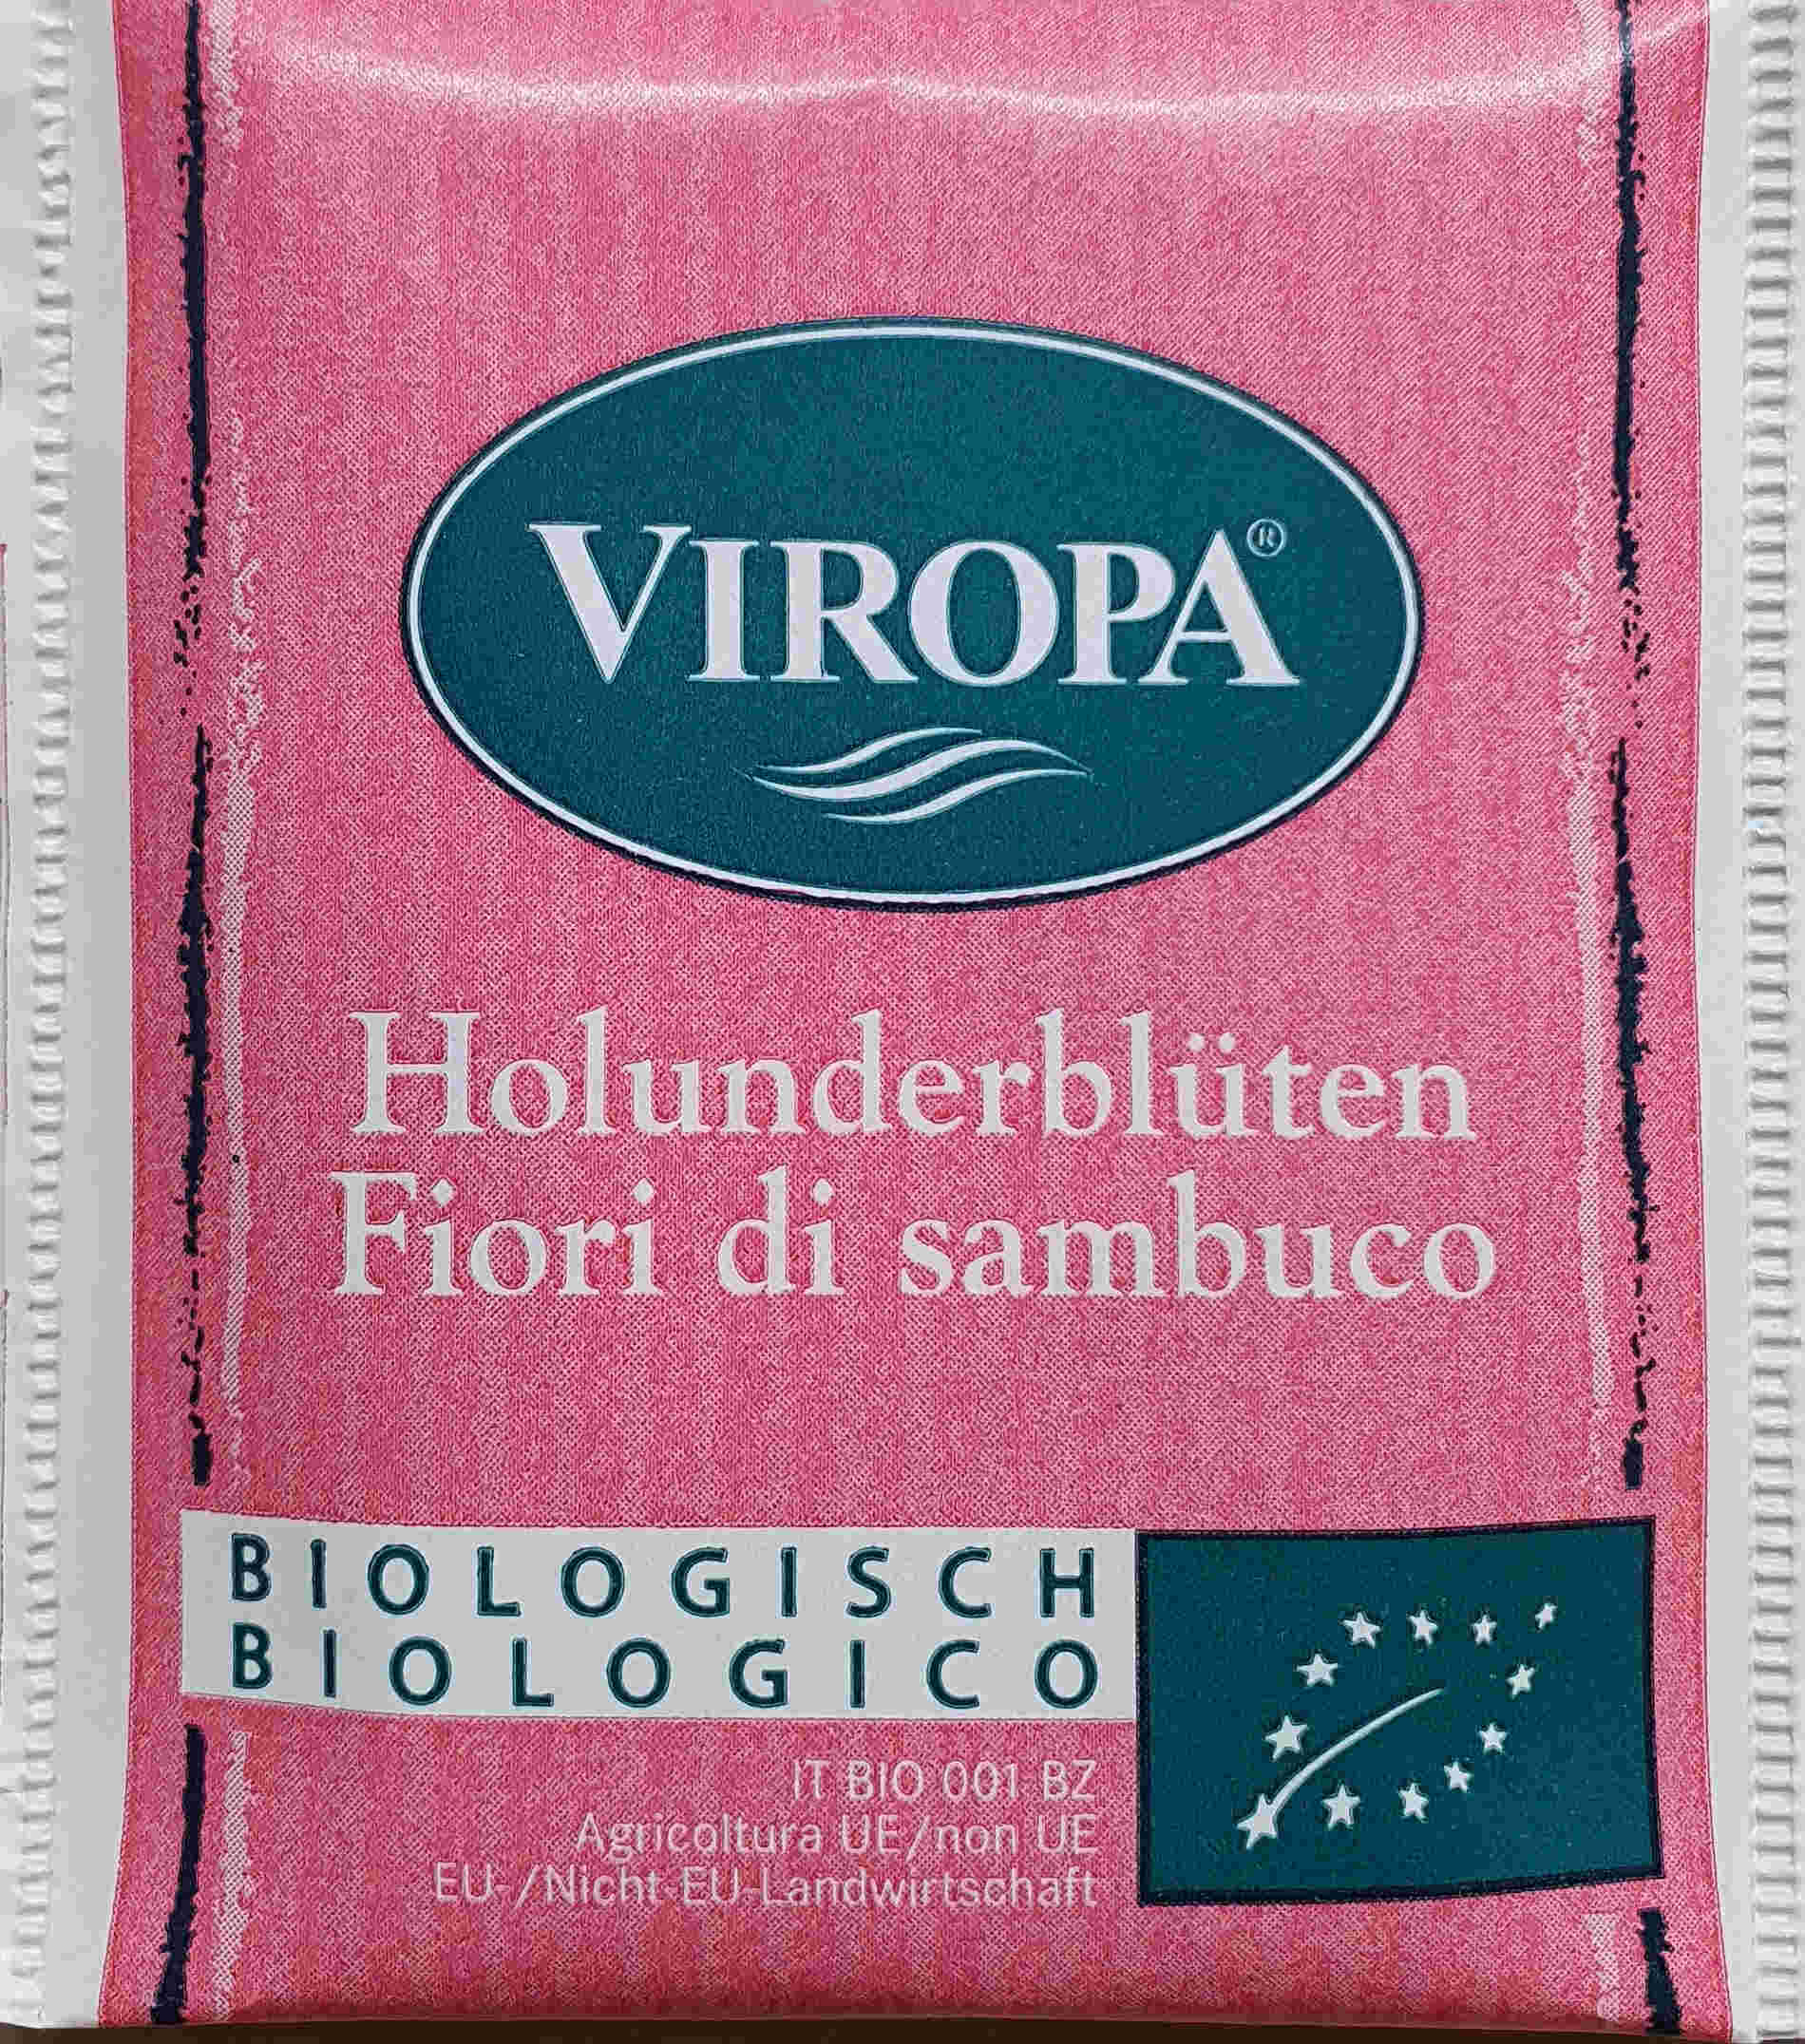 VIROPA®
Holunderblüten
Fiori di sambuco
BIOLOGISCH
BIOLOGICO
IT BIO 001 BZ
Agricoltura UE/non UE
EU-/Nicht-EU-Landwirtschaft